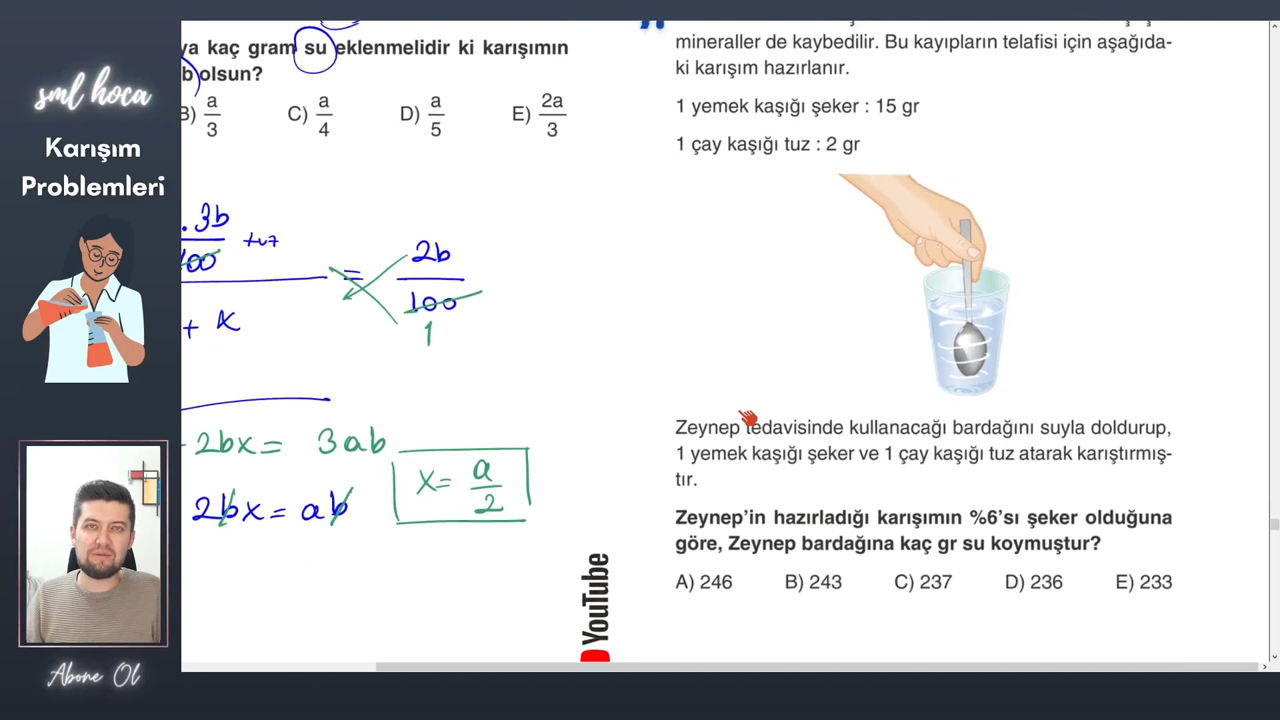 sml hoca
Karışım
Problemleri
Abone Ol
ya kaç gram su eklenmelidir ki karışımın
b olsun?
B) a/3 C) a/4 D) a/5 E) 2a/3
. 3b
100 tuz
= 2b
100
1
+ x
2bx = 3ab
2bx = ab
x = a/2
YouTube
mineraller de kaybedilir. Bu kayıpların telafisi için aşağıda-
ki karışım hazırlanır.
1 yemek kaşığı şeker : 15 gr
1 çay kaşığı tuz : 2 gr
Zeynep tedavisinde kullanacağı bardağını suyla doldurup,
1 yemek kaşığı şeker ve 1 çay kaşığı tuz atarak karıştırmış-
tır.
Zeynep'in hazırladığı karışımın %6'sı şeker olduğuna
göre, Zeynep bardağına kaç gr su koymuştur?
A) 246 B) 243 C) 237 D) 236 E) 233